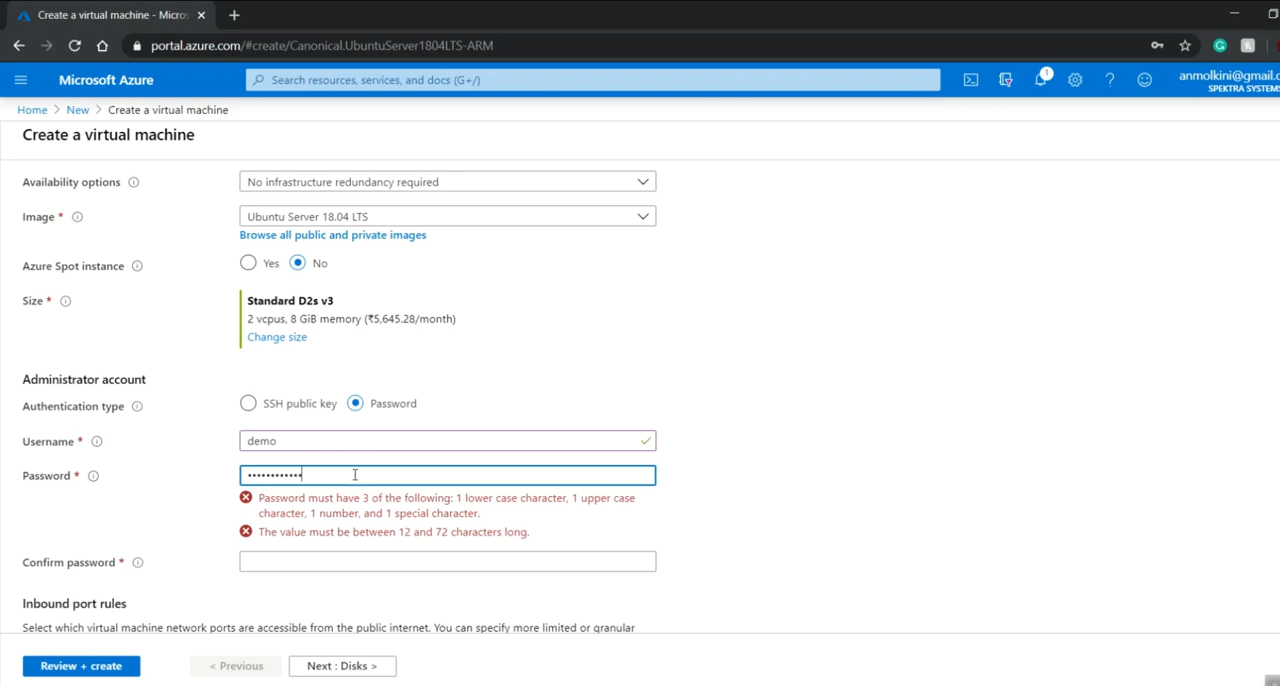 Create a virtual machine - Micros
portal.azure.com/#create/Canonical.UbuntuServer1804LTS-ARM
Microsoft Azure
Search resources, services, and docs (G+/)
1
anmolkini@gmail.c
SPEKTRA SYSTEMS
Home > New > Create a virtual machine
Create a virtual machine
Availability options
No infrastructure redundancy required
Image *
Ubuntu Server 18.04 LTS
Browse all public and private images
Azure Spot instance
Yes No
Size *
Standard D2s v3
2 vcpus, 8 GiB memory (₹5,645.28/month)
Change size
Administrator account
Authentication type
SSH public key Password
Username *
demo
Password *
••••••••••••
Password must have 3 of the following: 1 lower case character, 1 upper case
character, 1 number, and 1 special character.
The value must be between 12 and 72 characters long.
Confirm password *
Inbound port rules
Select which virtual machine network ports are accessible from the public internet. You can specify more limited or granular
Review + create
< Previous
Next : Disks >